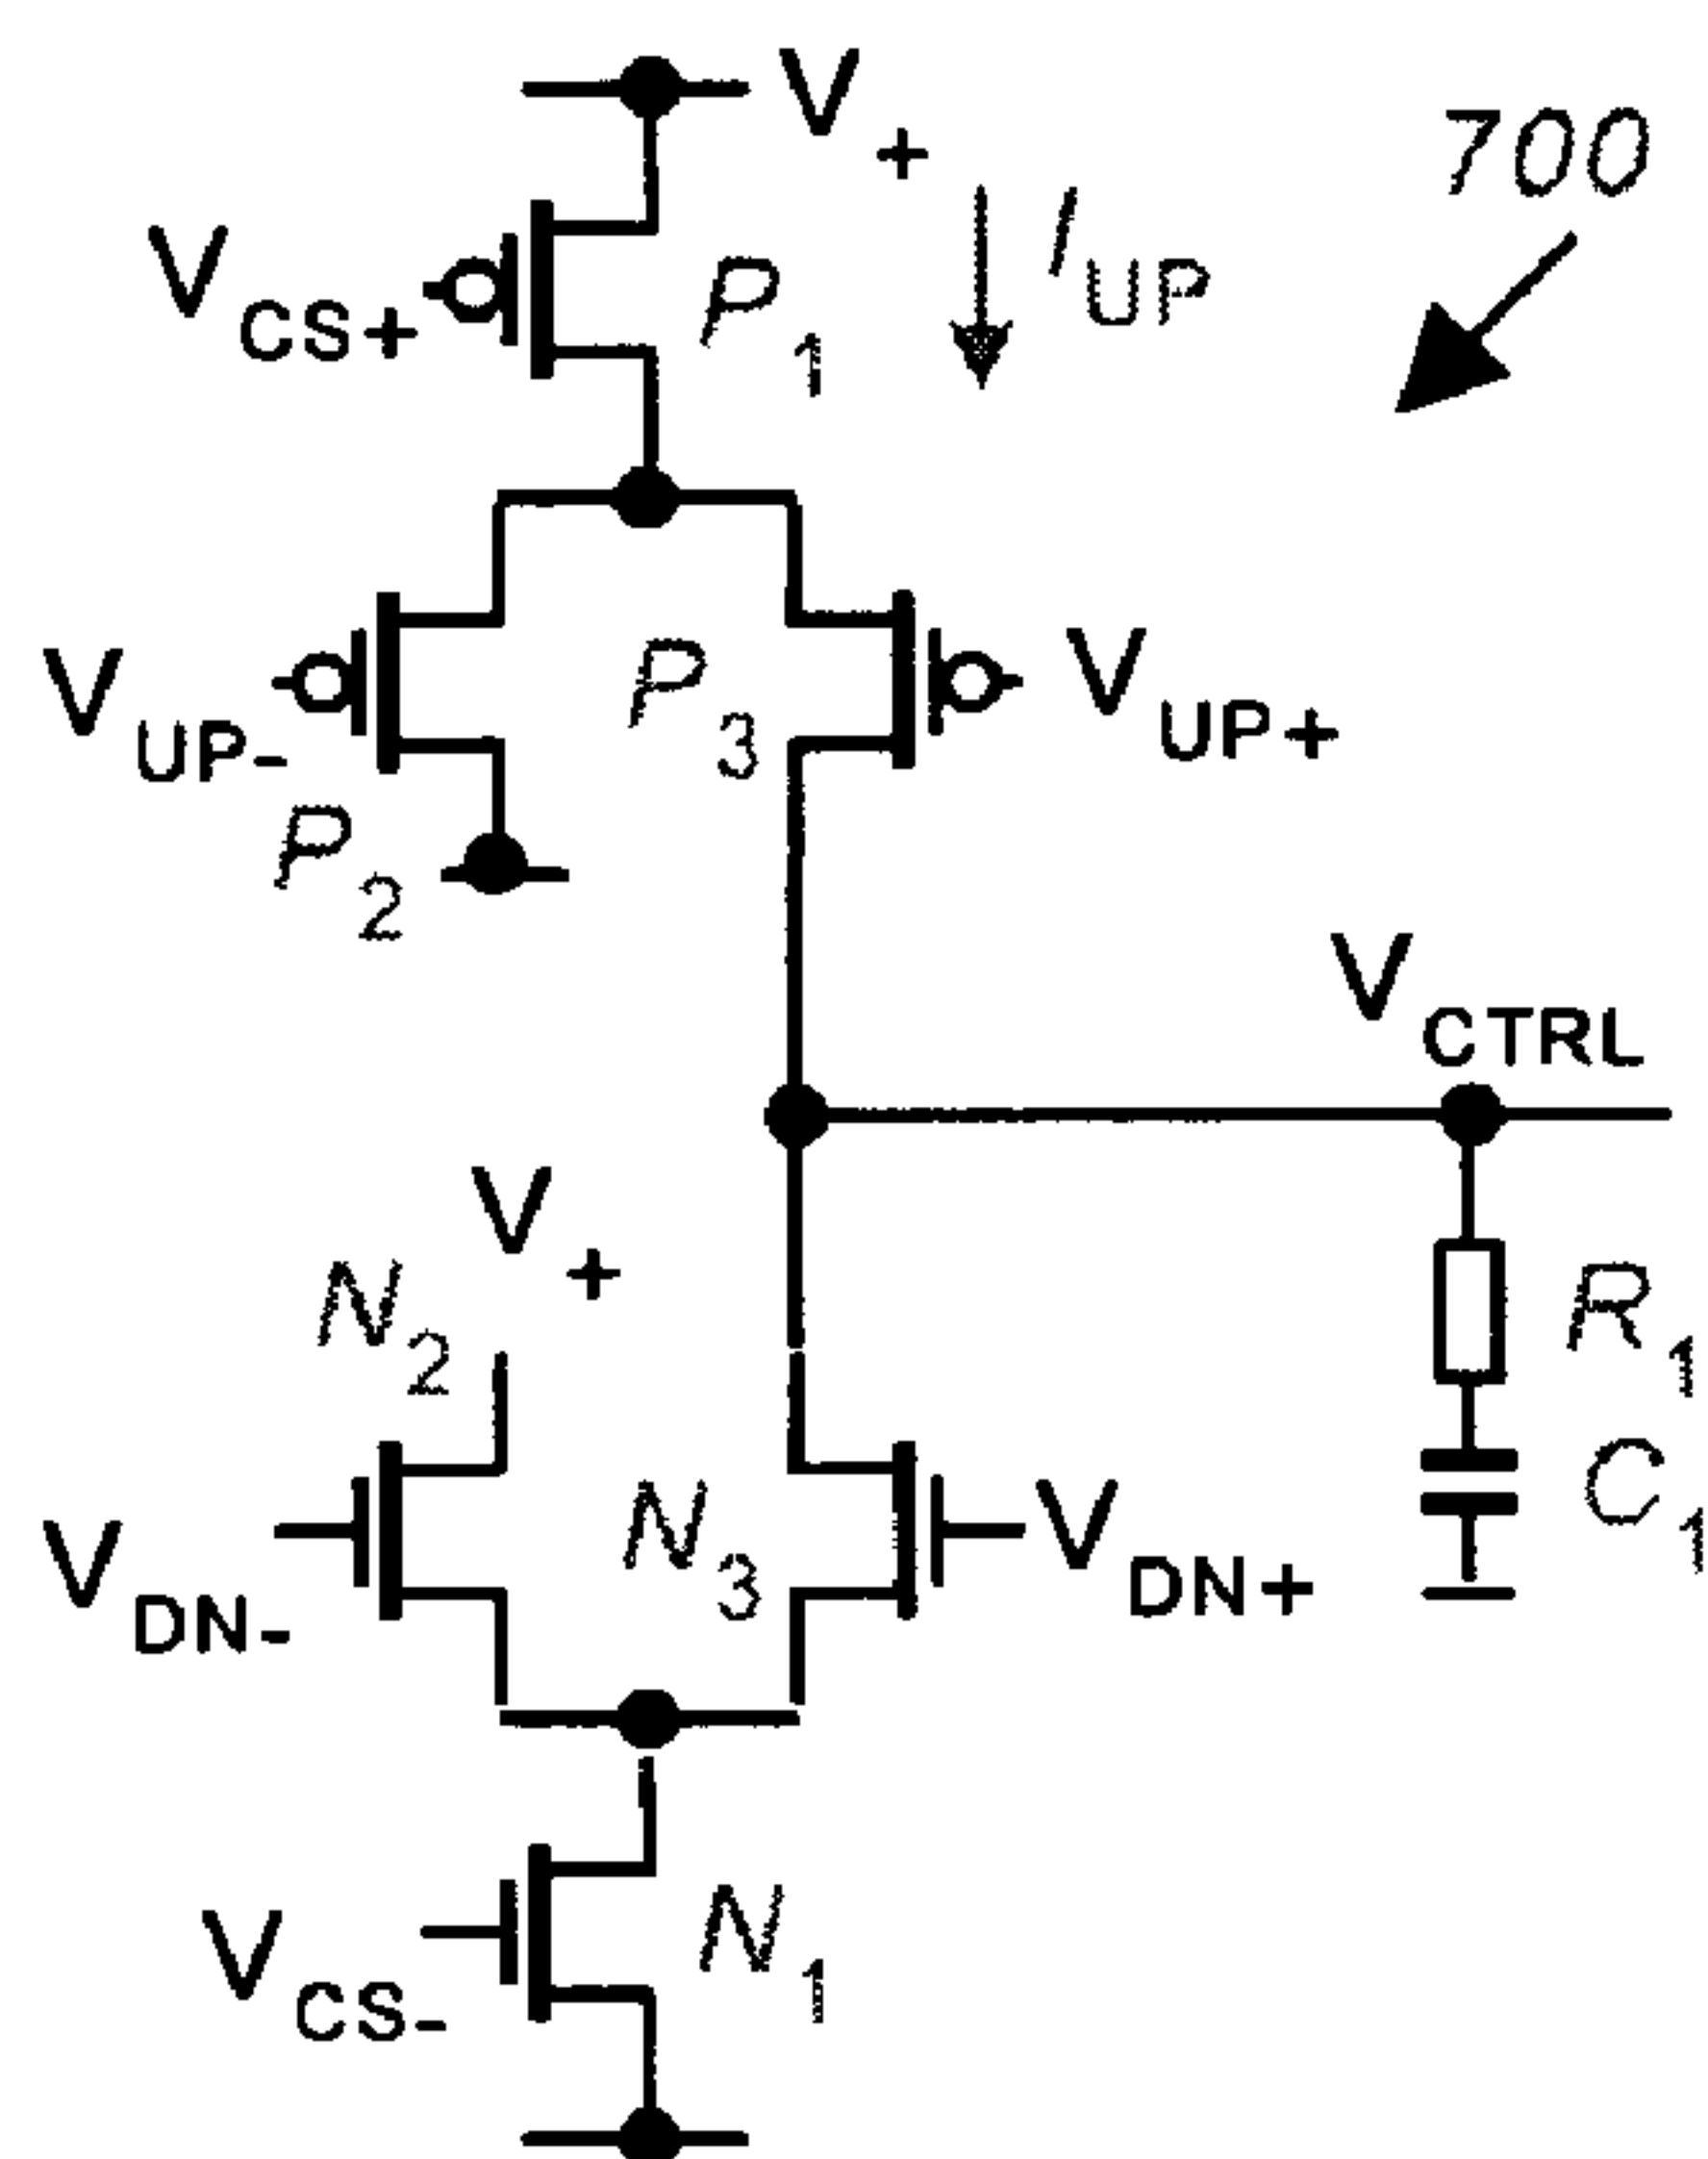 V+
700
IUP
VCS+
P1
VUP-
P3
VUP+
P2
VCTRL
V+
N2
R1
C1
VDN-
N3
VDN+
VCS-
N1